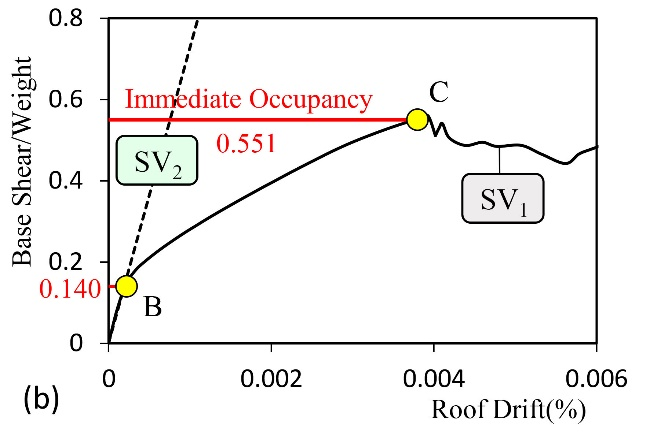 0.8
Immediate Occupancy
C
0.6
0.551
SV2
0.4
SV1
0.2
0.140
B
0
0
0.002
0.004
0.006
Base Shear/Weight
Roof Drift(%)
(b)